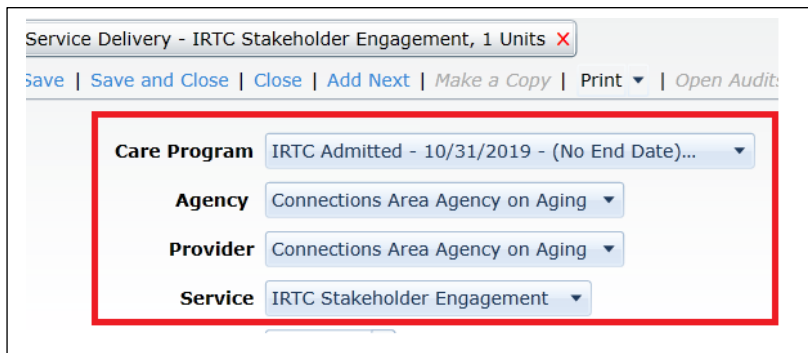 Service Delivery - IRTC Stakeholder Engagement, 1 Units X
Save | Save and Close | Close | Add Next | Make a Copy | Print | Open Audits
Care Program IRTC Admitted - 10/31/2019 - (No End Date)...
Agency Connections Area Agency on Aging
Provider Connections Area Agency on Aging
Service IRTC Stakeholder Engagement